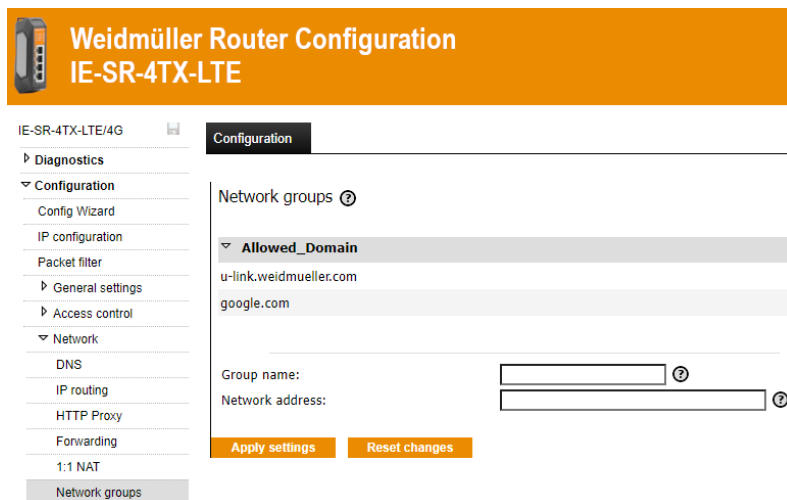 Weidmüller Router Configuration
IE-SR-4TX-LTE
IE-SR-4TX-LTE/4G
Diagnostics
Configuration
Config Wizard
IP configuration
Packet filter
General settings
Access control
Network
DNS
IP routing
HTTP Proxy
Forwarding
1:1 NAT
Network groups
Configuration
Network groups ?
Allowed_Domain
u-link.weidmueller.com
google.com
Group name: ?
Network address: ?
Apply settings Reset changes